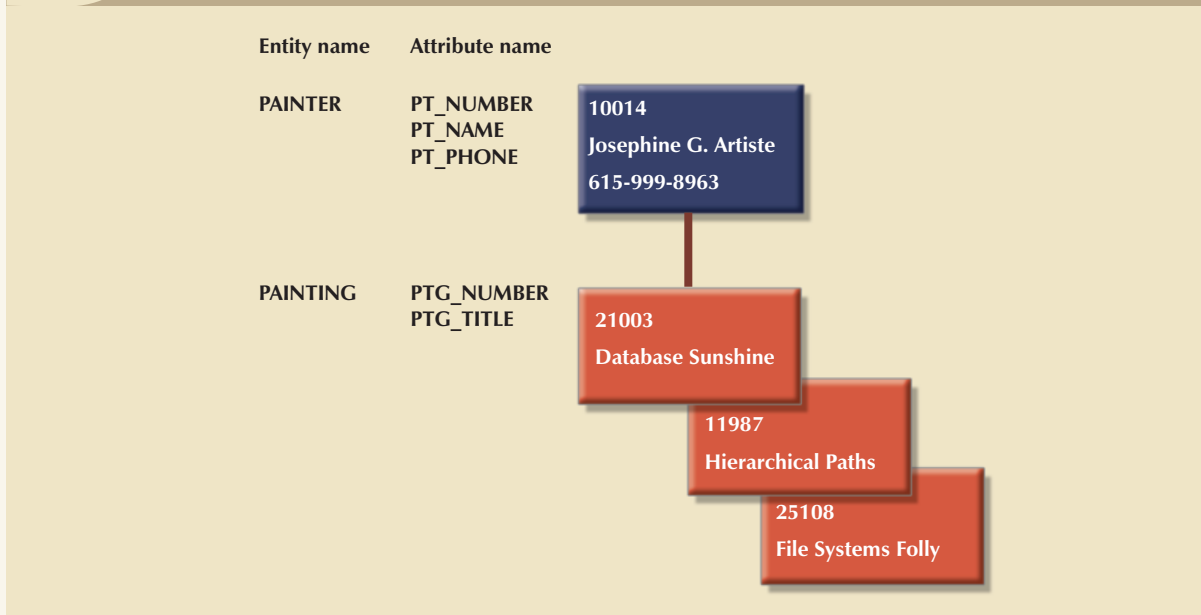 Entity name Attribute name
PAINTER PT_NUMBER
PT_NAME
PT_PHONE
10014
Josephine G. Artiste
615-999-8963
PAINTING PTG_NUMBER
PTG_TITLE
21003
Database Sunshine
11987
Hierarchical Paths
25108
File Systems Folly